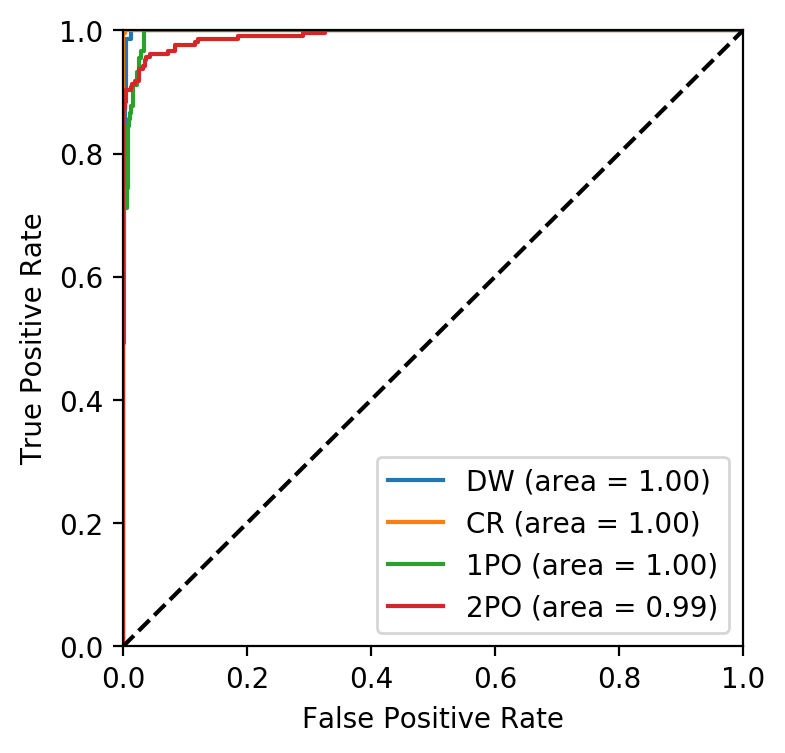 1.0
0.8
0.6
0.4
0.2
0.0
True Positive Rate
DW (area = 1.00)
CR (area = 1.00)
1PO (area = 1.00)
2PO (area = 0.99)
0.0 0.2 0.4 0.6 0.8 1.0
False Positive Rate